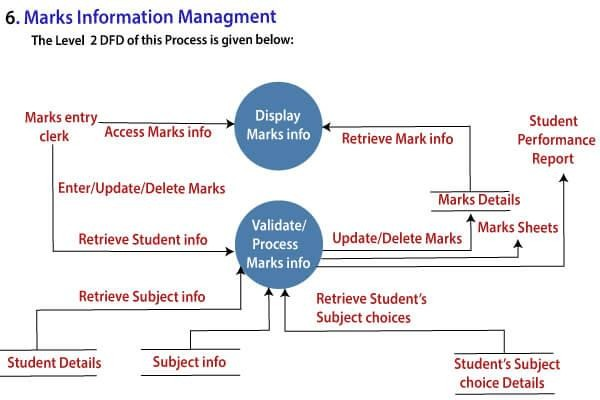 6. Marks Information Managment
The Level 2 DFD of this Process is given below:
Marks entry
clerk
Access Marks info
Display
Marks info
Retrieve Mark info
Student
Performance
Report
Enter/Update/Delete Marks
Marks Details
Retrieve Student info
Validate/
Process
Marks info
Update/Delete Marks
Marks Sheets
Retrieve Subject info
Retrieve Student's
Subject choices
Student Details
Subject info
Student's Subject
choice Details